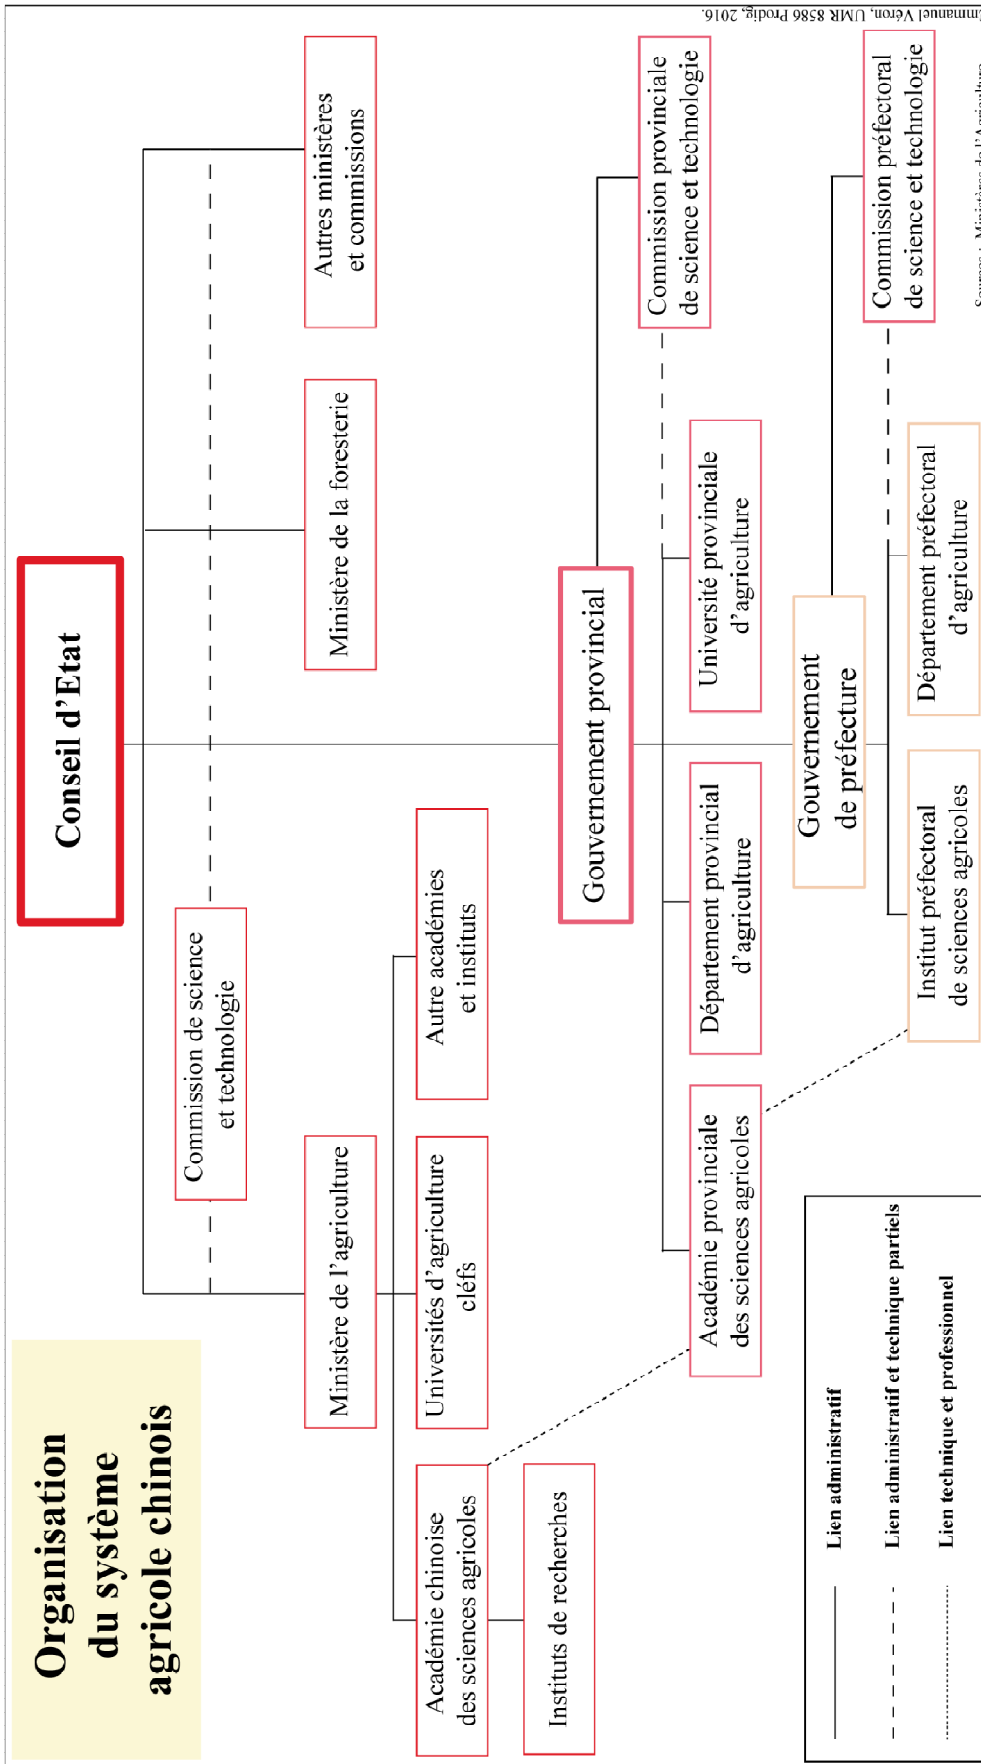 Organisation
du système
agricole chinois
Conseil d'Etat
Commission de science
et technologie
Ministère de l'agriculture
Ministère de la foresterie
Autres ministères
et commissions
Académie chinoise
des sciences agricoles
Universités d'agriculture
cléfs
Autre académies
et instituts
Instituts de recherches
Gouvernement provincial
Commission provinciale
de science et technologie
Académie provinciale
des sciences agricoles
Département provincial
d'agriculture
Université provinciale
d'agriculture
Gouvernement
de préfecture
Commission préfectoral
de science et technologie
Institut préfectoral
de sciences agricoles
Département préfectoral
d'agriculture
Lien administratif
Lien administratif et technique partiels
Lien technique et professionnel
Sources : Ministères de l'Agriculture
Emmanuel Véron, UMR 8586 Prodig, 2016.